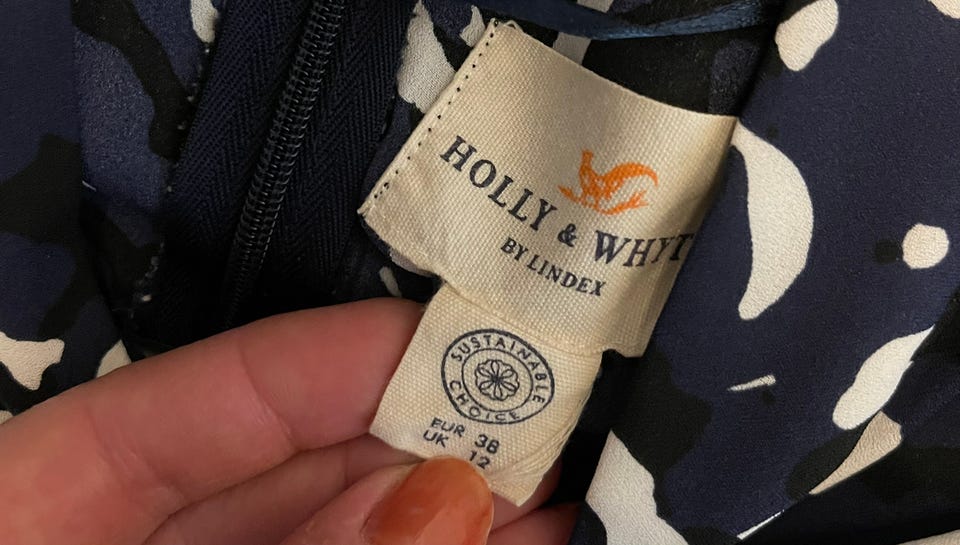 HOLLY & WHYT
BY LINDEX
SUSTAINABLE
CHOICE
EUR 38
UK 12